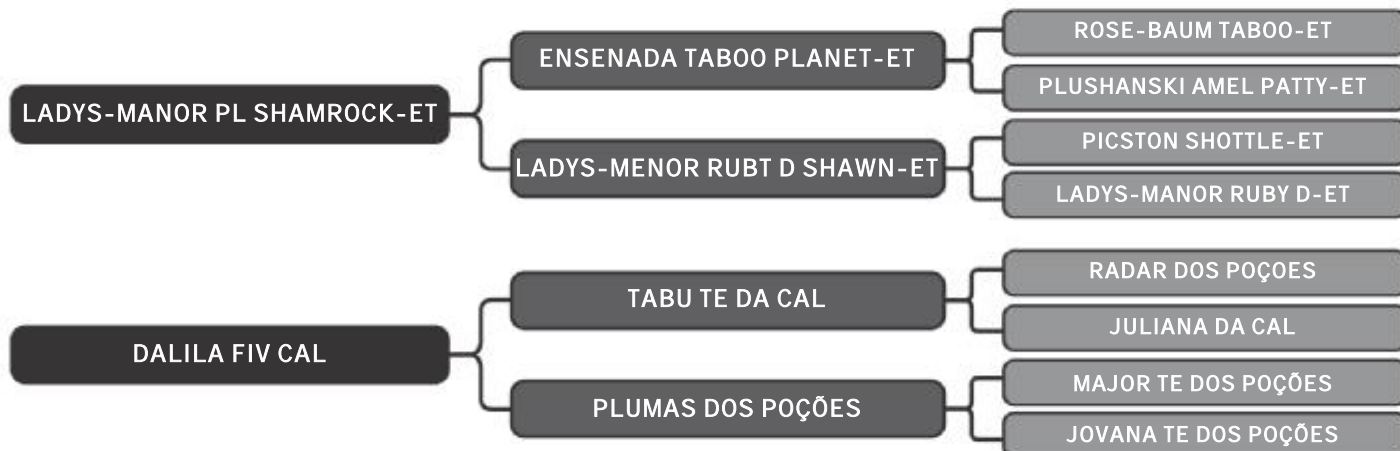 LADYS-MANOR PL SHAMROCK-ET
ENSENADA TABOO PLANET-ET
ROSE-BAUM TABOO-ET
PLUSHANSKI AMEL PATTY-ET
LADYS-MENOR RUBT D SHAWN-ET
PICSTON SHOTTLE-ET
LADYS-MANOR RUBY D-ET
DALILA FIV CAL
TABU TE DA CAL
RADAR DOS POÇOES
JULIANA DA CAL
PLUMAS DOS POÇÕES
MAJOR TE DOS POÇÕES
JOVANA TE DOS POÇÕES